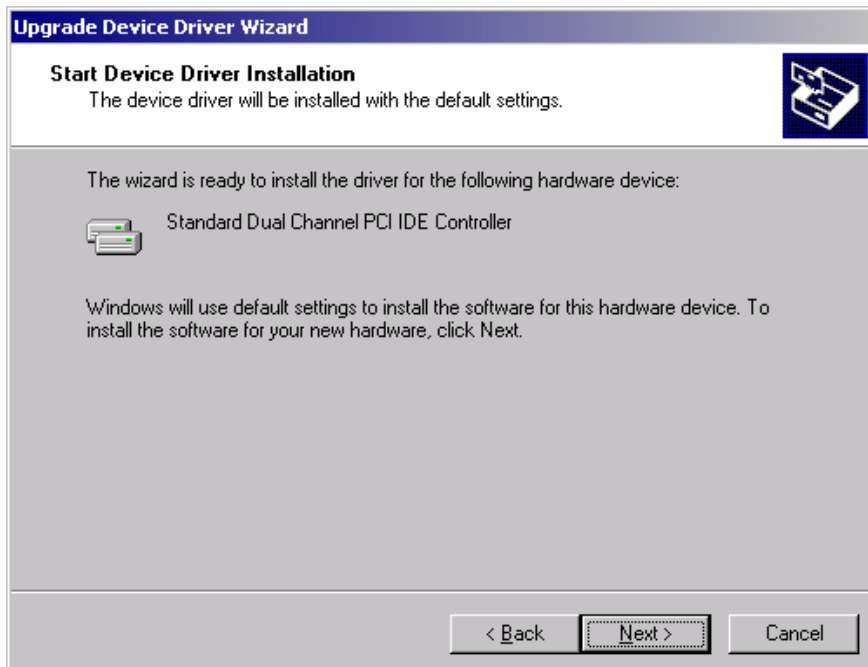 Upgrade Device Driver Wizard
Start Device Driver Installation
The device driver will be installed with the default settings.
The wizard is ready to install the driver for the following hardware device:
Standard Dual Channel PCI IDE Controller
Windows will use default settings to install the software for this hardware device. To
install the software for your new hardware, click Next.
< Back
Next >
Cancel